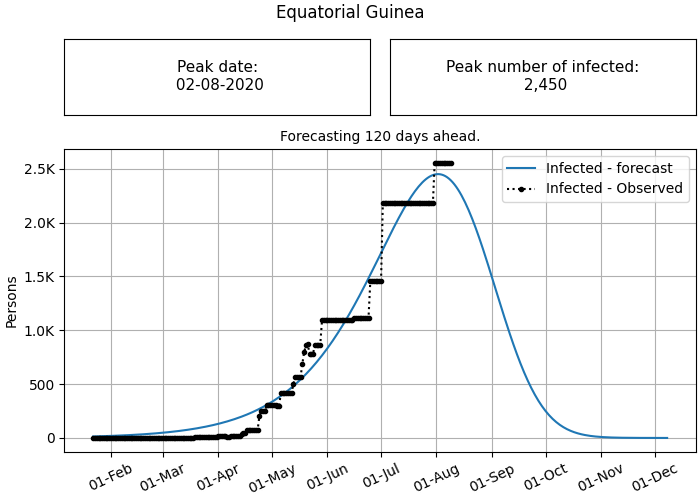 Equatorial Guinea
Peak date:
02-08-2020
Peak number of infected:
2,450
Forecasting 120 days ahead.
Infected - forecast
Infected - Observed
Persons
2.5K
2.0K
1.5K
1.0K
500
0
01-Feb
01-Mar
01-Apr
01-May
01-Jun
01-Jul
01-Aug
01-Sep
01-Oct
01-Nov
01-Dec